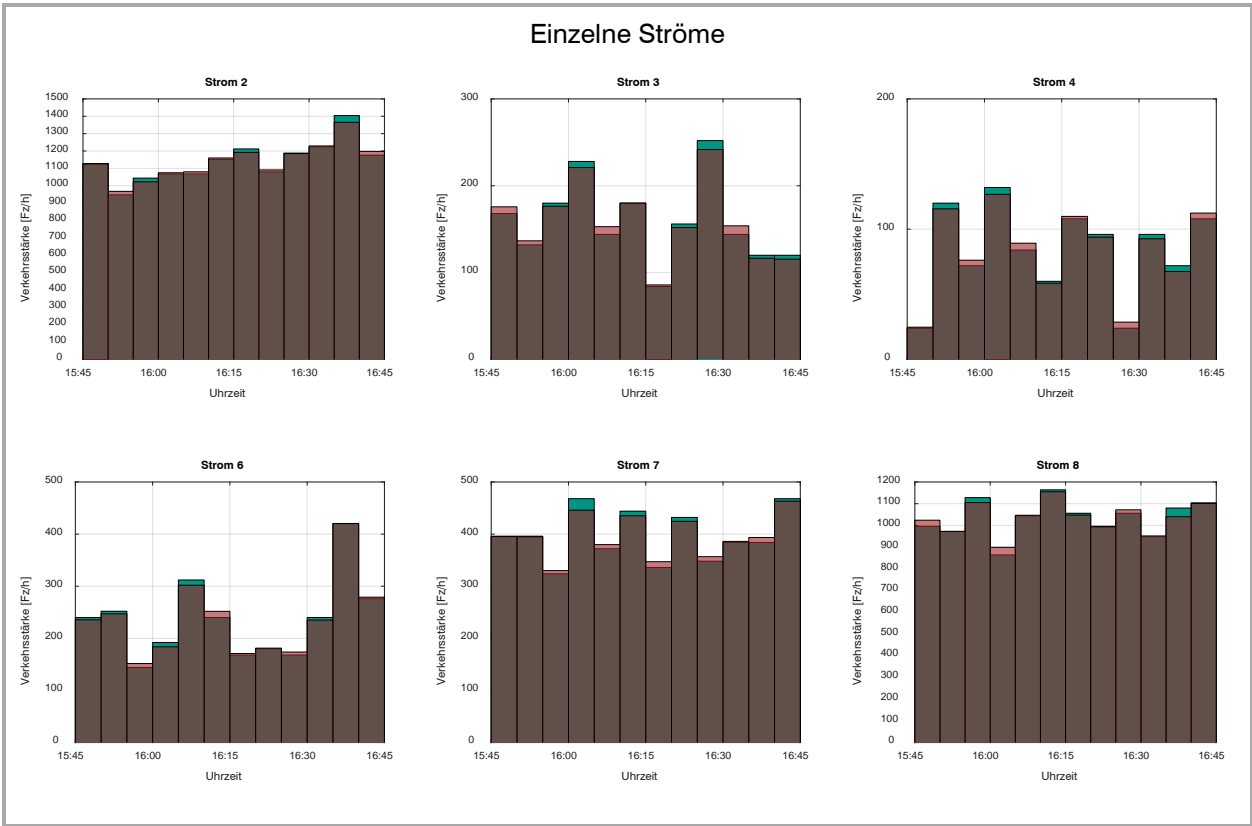 Einzelne Ströme
Strom 2
Verkehrsstärke [Fz/h]
1500
1400
1300
1200
1100
1000
900
800
700
600
500
400
300
200
100
0
15:45 16:00 16:15 16:30 16:45
Uhrzeit
Strom 3
Verkehrsstärke [Fz/h]
300
200
100
0
15:45 16:00 16:15 16:30 16:45
Uhrzeit
Strom 4
Verkehrsstärke [Fz/h]
200
100
0
15:45 16:00 16:15 16:30 16:45
Uhrzeit
Strom 6
Verkehrsstärke [Fz/h]
500
400
300
200
100
0
15:45 16:00 16:15 16:30 16:45
Uhrzeit
Strom 7
Verkehrsstärke [Fz/h]
500
400
300
200
100
0
15:45 16:00 16:15 16:30 16:45
Uhrzeit
Strom 8
Verkehrsstärke [Fz/h]
1200
1100
1000
900
800
700
600
500
400
300
200
100
0
15:45 16:00 16:15 16:30 16:45
Uhrzeit